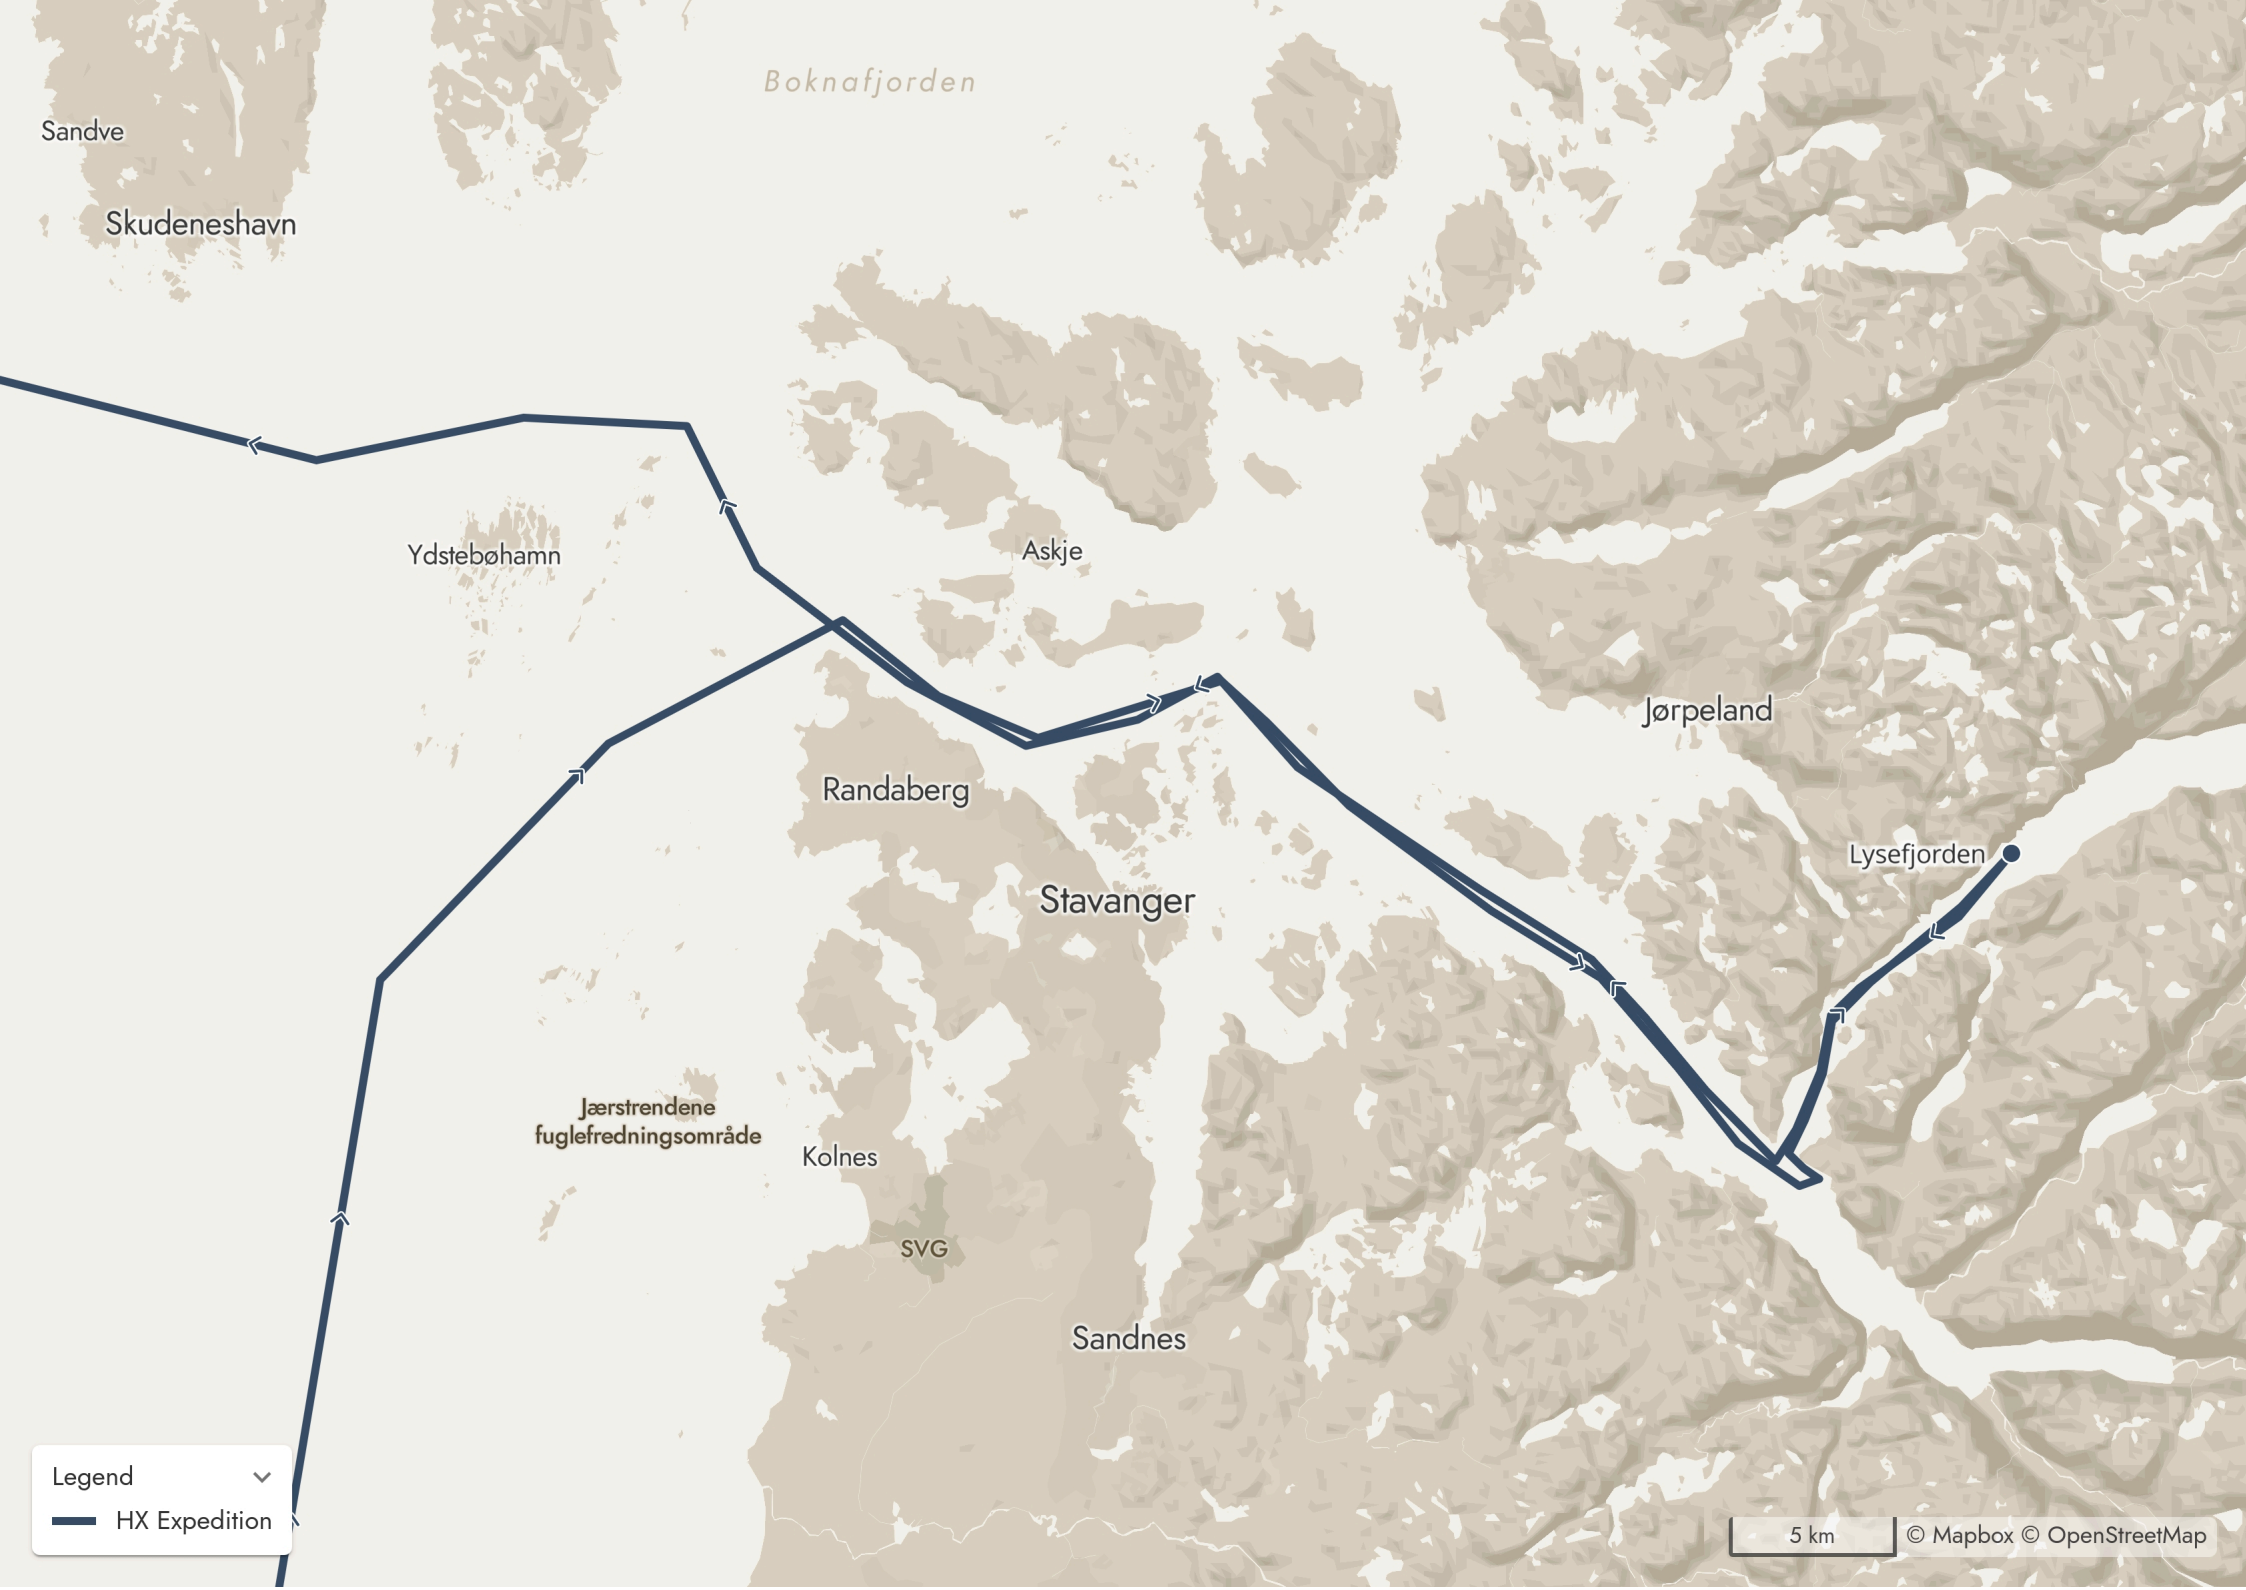 Boknafjorden
Sandve
Skudeneshavn
Ydstebøhamn
Askje
Jørpeland
Randaberg
Lysefjorden
Stavanger
Jærstrendene
fuglefredningsområde
Kolnes
SVG
Sandnes
Legend
HX Expedition
5 km
© Mapbox © OpenStreetMap